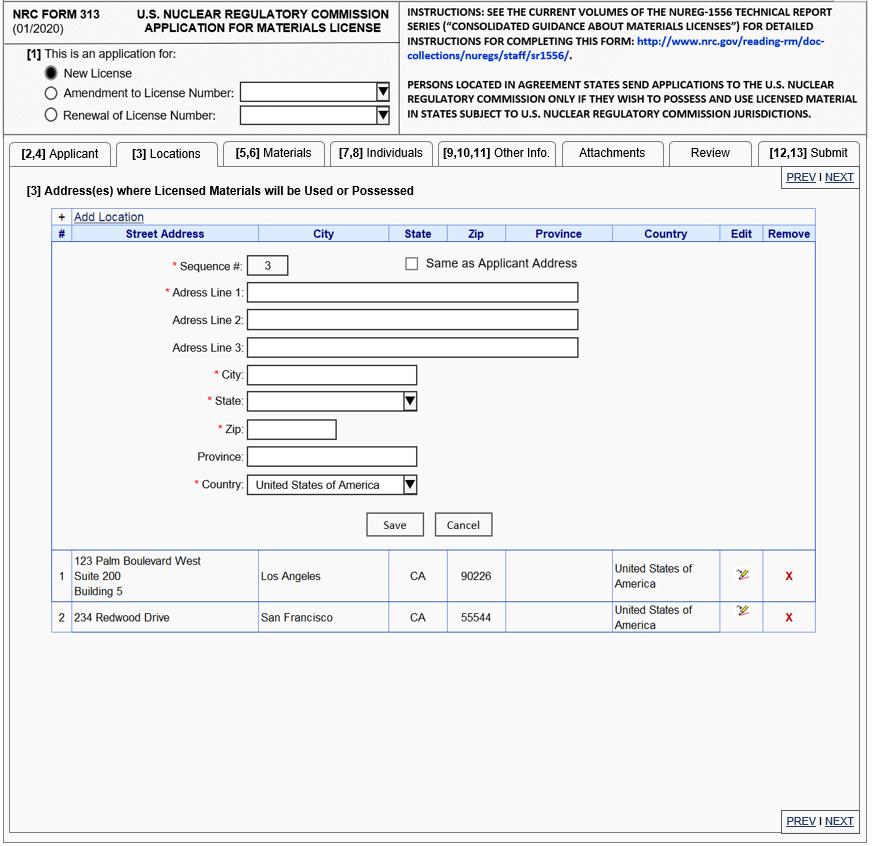 NRC FORM 313
(01/2020)
U.S. NUCLEAR REGULATORY COMMISSION
APPLICATION FOR MATERIALS LICENSE
[1] This is an application for:
New License
Amendment to License Number:
Renewal of License Number:
INSTRUCTIONS: SEE THE CURRENT VOLUMES OF THE NUREG-1556 TECHNICAL REPORT
SERIES ("CONSOLIDATED GUIDANCE ABOUT MATERIALS LICENSES") FOR DETAILED
INSTRUCTIONS FOR COMPLETING THIS FORM: http://www.nrc.gov/reading-rm/doc-
collections/nuregs/staff/sr1556/.
PERSONS LOCATED IN AGREEMENT STATES SEND APPLICATIONS TO THE U.S. NUCLEAR
REGULATORY COMMISSION ONLY IF THEY WISH TO POSSESS AND USE LICENSED MATERIAL
IN STATES SUBJECT TO U.S. NUCLEAR REGULATORY COMMISSION JURISDICTIONS.
[2,4] Applicant [3] Locations [5,6] Materials [7,8] Individuals [9,10,11] Other Info. Attachments Review [12,13] Submit
PREV I NEXT
[3] Address(es) where Licensed Materials will be Used or Possessed
+ Add Location
# Street Address City State Zip Province Country Edit Remove
* Sequence #: 3 Same as Applicant Address
* Adress Line 1:
Adress Line 2:
Adress Line 3:
* City:
* State:
* Zip:
Province:
* Country: United States of America
Save Cancel
1 123 Palm Boulevard West
Suite 200
Building 5
Los Angeles CA 90226 United States of
America
X
2 234 Redwood Drive San Francisco CA 55544 United States of
America
X
PREV I NEXT